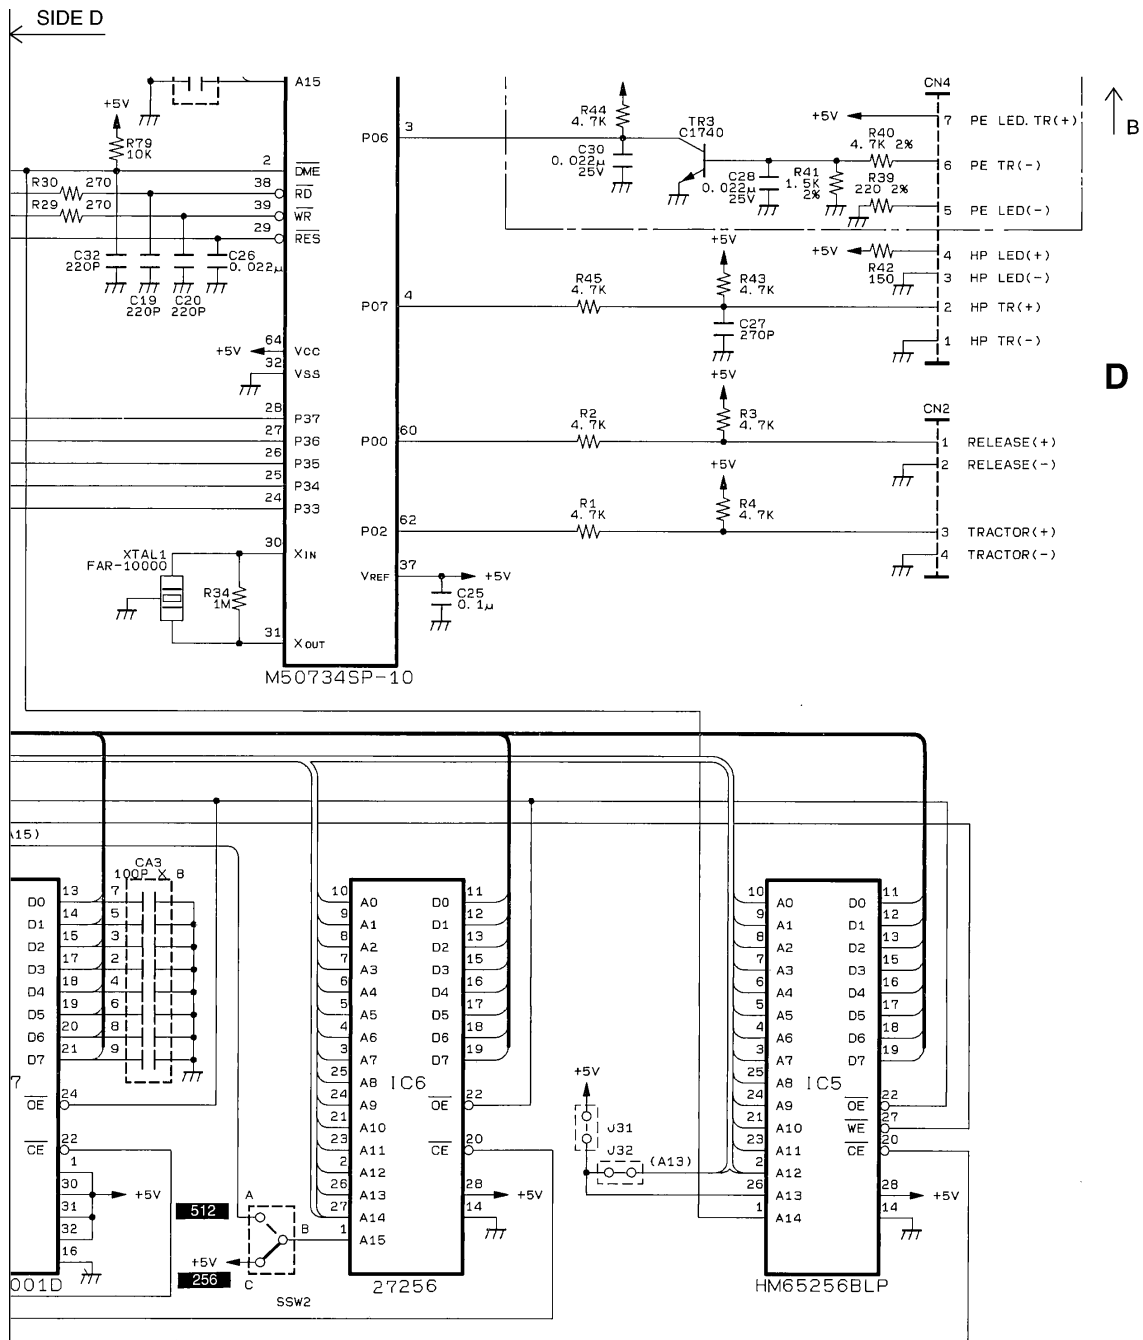 SIDE D
A15
+5V
R79
10K
2
DME
R30 270
38
RD
R29 270
39
WR
29
RES
C32
220P
C19
220P
C20
220P
C26
0.022μ
64
+5V
VCC
32
VSS
28
P37
27
P36
26
P35
25
P34
24
P33
30
XIN
XTAL1
FAR-10000
R34
1M
31
XOUT
M50734SP-10
3
P06
R44
4.7K
TR3
C1740
C30
0.022μ
25V
C28
0.022μ
25V
R41
1.5K
2%
R40
4.7K 2%
R39
220 2%
+5V
CN4
7 PE LED.TR(+)
6 PE TR(-)
5 PE LED(-)
4 HP LED(+)
3 HP LED(-)
2 HP TR(+)
1 HP TR(-)
B
+5V
R42
150
4
P07
R45
4.7K
+5V
R43
4.7K
C27
270P
D
60
P00
R2
4.7K
+5V
R3
4.7K
CN2
1 RELEASE(+)
2 RELEASE(-)
3 TRACTOR(+)
4 TRACTOR(-)
62
P02
R1
4.7K
+5V
R4
4.7K
37
VREF
+5V
C25
0.1μ
A15)
CA3
100P X 8
13 7
D0
14 5
D1
15 3
D2
17 2
D3
18 4
D4
19 6
D5
20 8
D6
21 9
D7
7
24
OE
22
CE
1
30
+5V
31
32
16
001D
512
A
B
+5V
256
C
SSW2
10 A0 D0 11
9 A1 D1 12
8 A2 D2 13
7 A3 D3 15
6 A4 D4 16
5 A5 D5 17
4 A6 D6 18
3 A7 D7 19
25 A8 IC6
24 A9 OE 22
21 A10
23 A11 CE 20
2 A12
26 A13 28 +5V
27 A14 14
1 A15
27256
+5V
J31
J32
(A13)
10 A0 D0 11
9 A1 D1 12
8 A2 D2 13
7 A3 D3 15
6 A4 D4 16
5 A5 D5 17
4 A6 D6 18
3 A7 D7 19
25 A8 IC5
24 A9 OE 22
21 A10 WE 27
23 A11 CE 20
2 A12
26 A13 28 +5V
1 A14 14
HM65256BLP